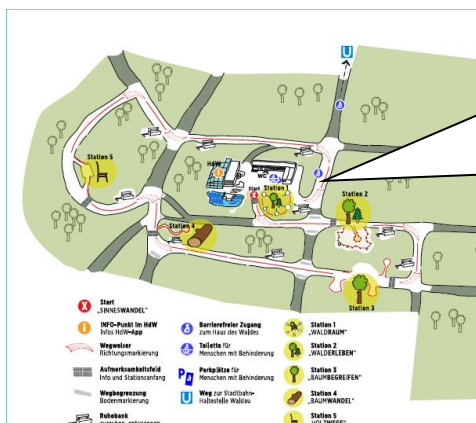 U
Station 5
HdW
i
WC
Station 1
Start
X
Station 2
Station 4
Station 3
X
Start
„SINNESWANDEL“
i
INFO-Punkt im HdW
Infos HdW-App
Wegweiser
Richtungsmarkierung
Aufmerksamkeitsfeld
Info und Stationsanfang
Wegbegrenzung
Bodenmarkierung
Ruhebank
Barrierefreier Zugang
zum Haus des Waldes
Toilette für
Menschen mit Behinderung
P
Parkplätze für
Menschen mit Behinderung
U
Weg zur Stadtbahn-
Haltestelle Waldau
Station 1
„WALDRAUM“
Station 2
„WALDERLEBEN“
Station 3
„BAUMBEGREIFEN“
Station 4
„BAUMWANDEL“
Station 5
„HOLZWEGE“